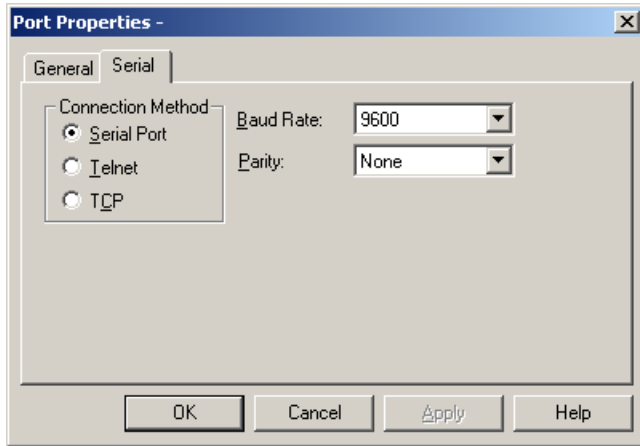 Port Properties -
General Serial
Connection Method
Serial Port
Telnet
TCP
Baud Rate: 9600
Parity: None
OK Cancel Apply Help